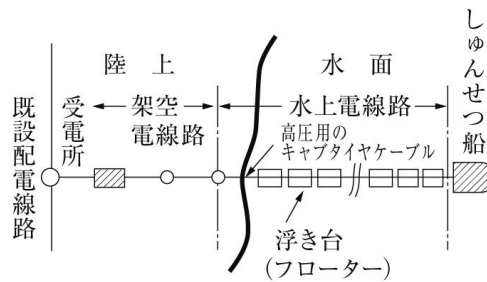 陸 上
水 面
既設配電線路
受電所
架空
電線路
水上電線路
高圧用の
キャブタイヤケーブル
しゅんせつ船
浮き台
(フローター)